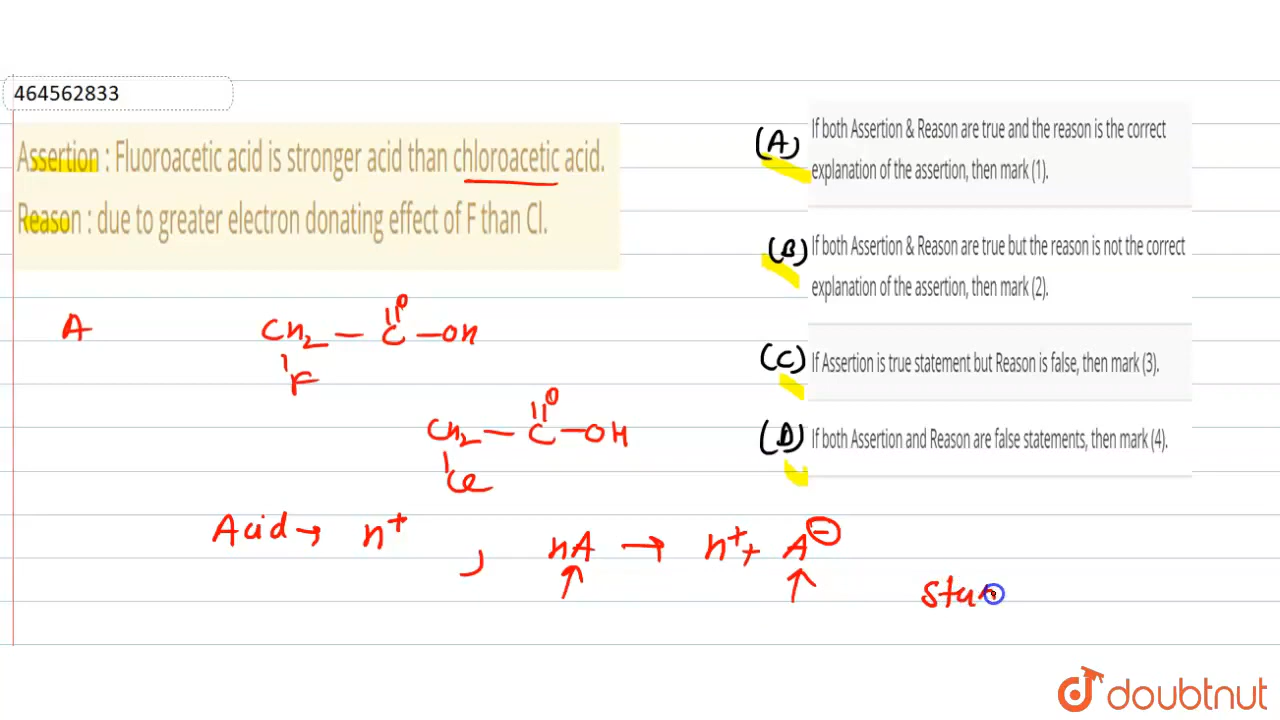 464562833
Assertion : Fluoroacetic acid is stronger acid than chloroacetic acid.
Reason : due to greater electron donating effect of F than Cl.
(A) If both Assertion & Reason are true and the reason is the correct
explanation of the assertion, then mark (1).
(B) If both Assertion & Reason are true but the reason is not the correct
explanation of the assertion, then mark (2).
(C) If Assertion is true statement but Reason is false, then mark (3).
(D) If both Assertion and Reason are false statements, then mark (4).
A
O
CH2 — C — OH
F
O
CH2 — C — OH
Cl
Acid → H+ , HA → H+ + A⊖
doubtnut